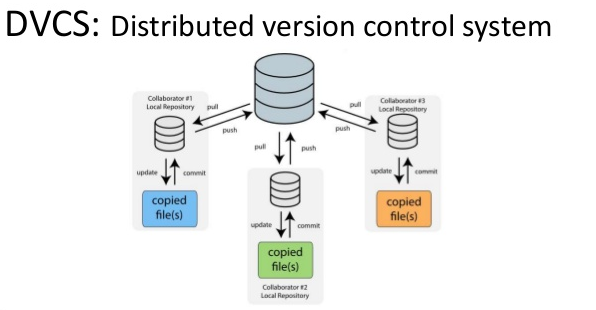 DVCS: Distributed version control system
Collaborator #1
Local Repository
pull
push
update
commit
copied
file(s)
pull
push
update
commit
copied
file(s)
Collaborator #2
Local Repository
Collaborator #3
Local Repository
pull
push
update
commit
copied
file(s)